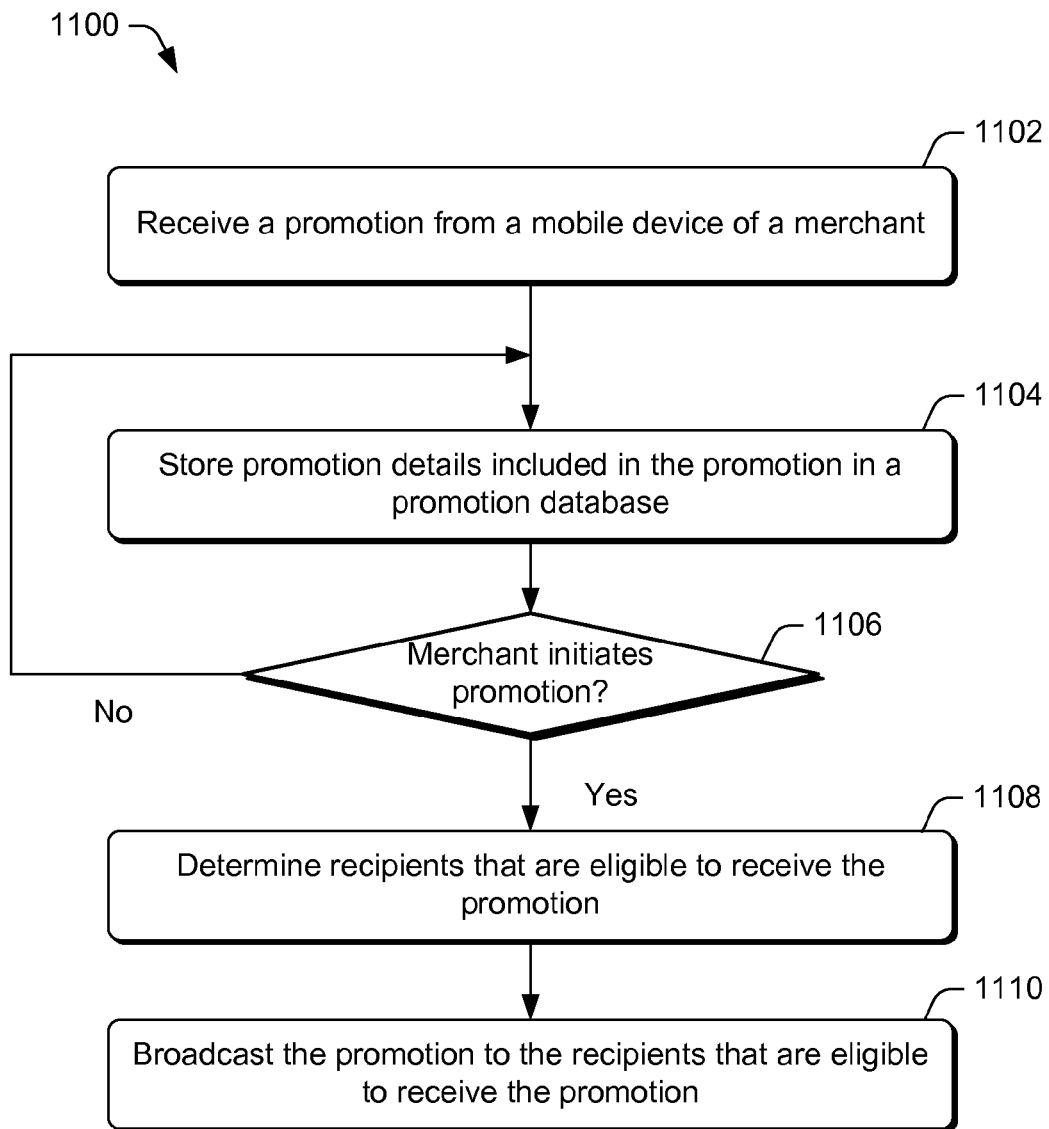 1100
1102
Receive a promotion from a mobile device of a merchant
1104
Store promotion details included in the promotion in a
promotion database
1106
Merchant initiates
promotion?
No
Yes
1108
Determine recipients that are eligible to receive the
promotion
1110
Broadcast the promotion to the recipients that are eligible
to receive the promotion